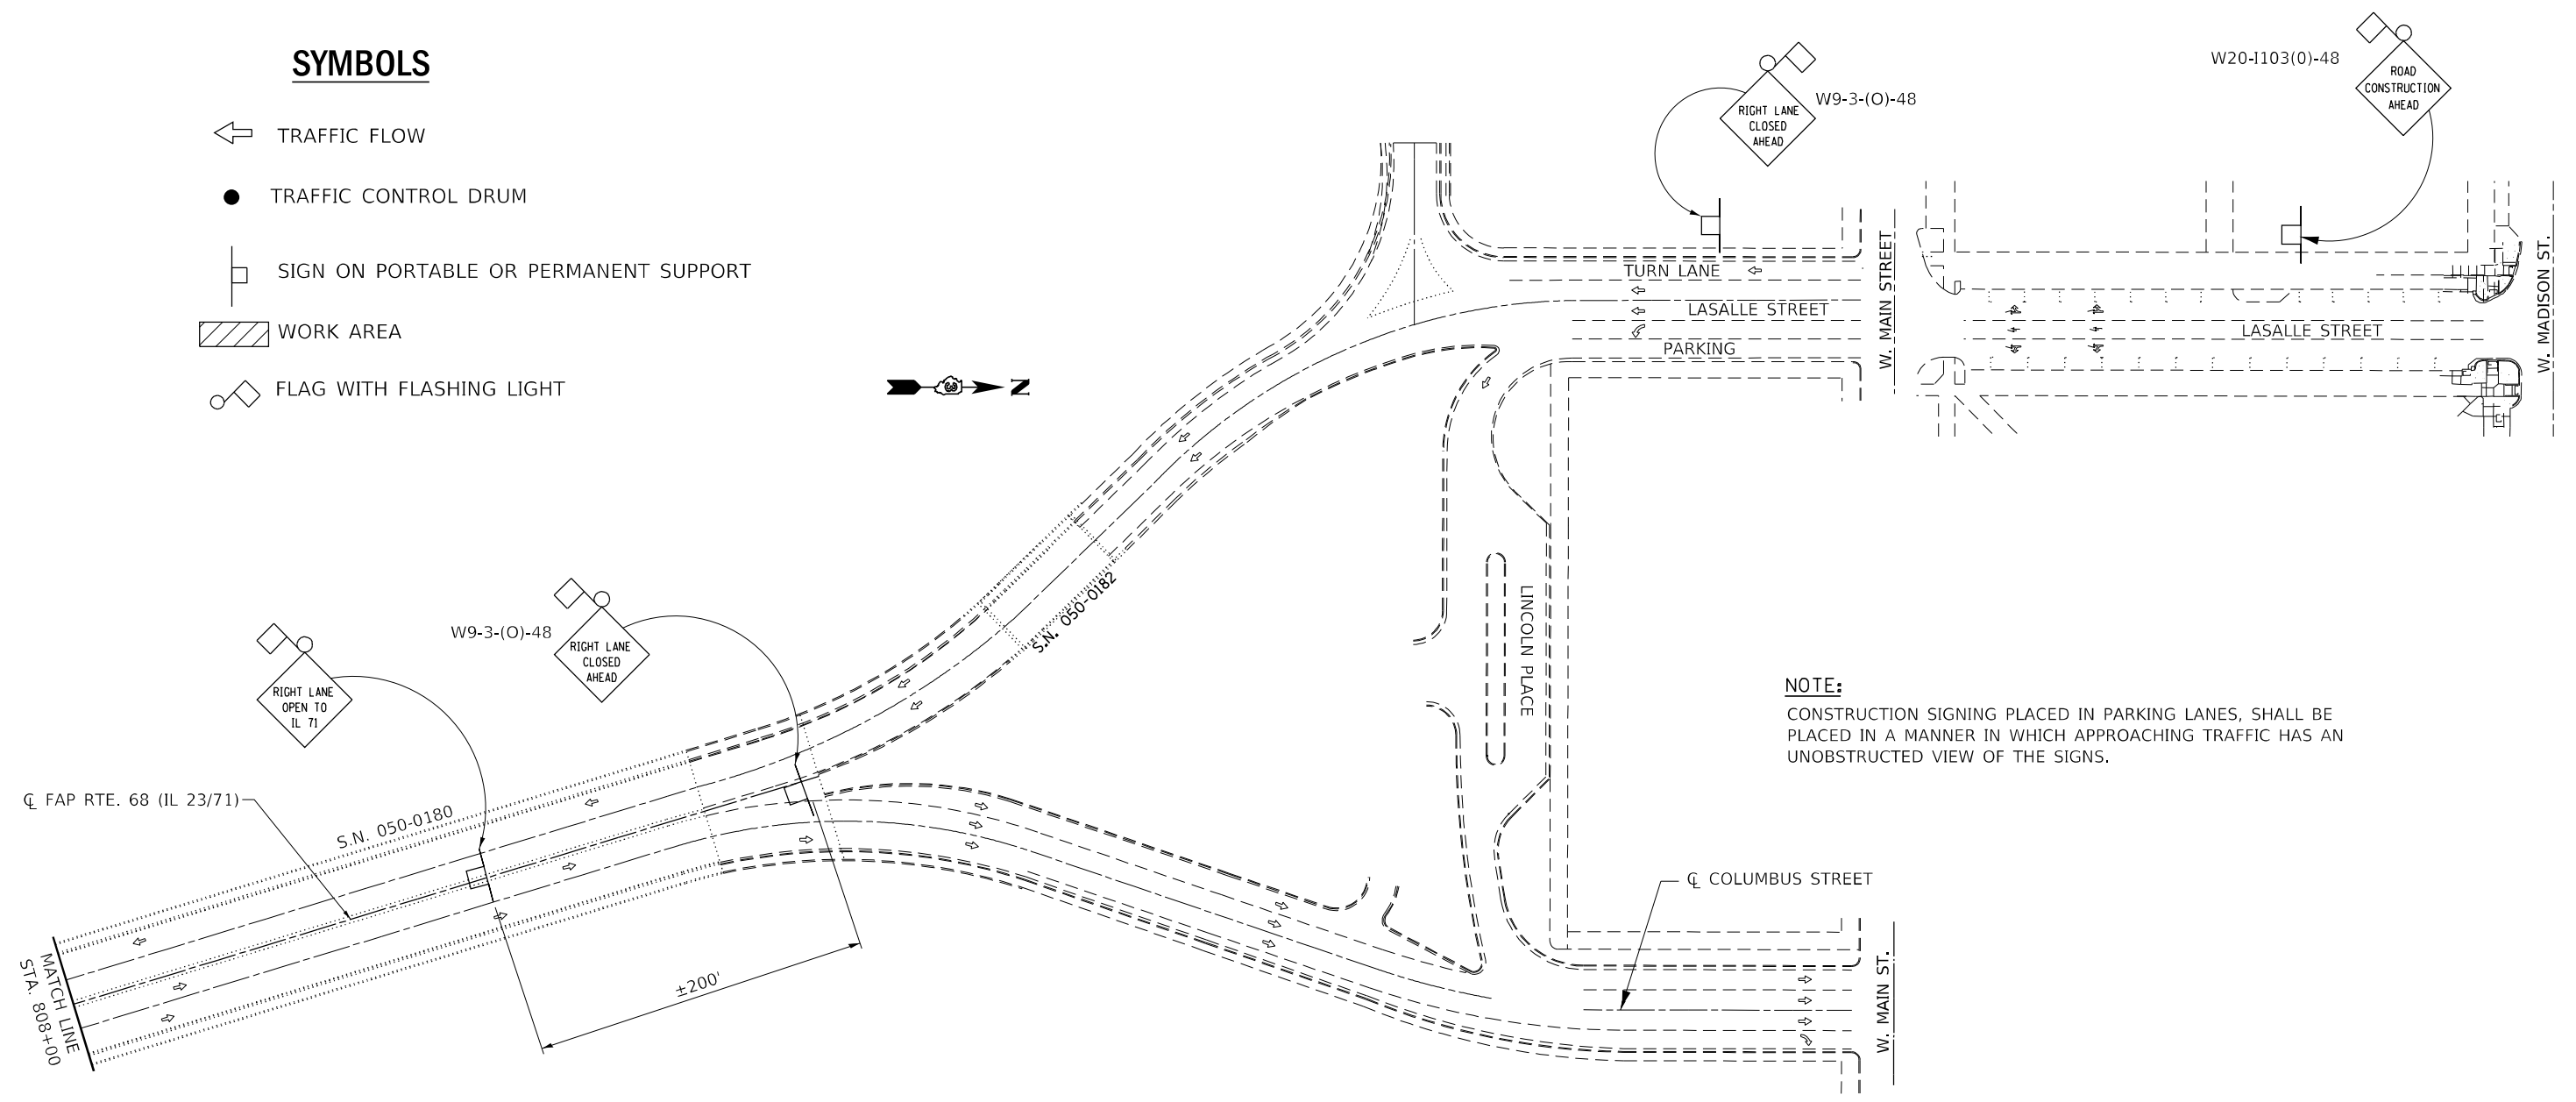 SYMBOLS
TRAFFIC FLOW
TRAFFIC CONTROL DRUM
SIGN ON PORTABLE OR PERMANENT SUPPORT
WORK AREA
FLAG WITH FLASHING LIGHT
N
RIGHT LANE
CLOSED
AHEAD
W9-3-(O)-48
W20-I103(0)-48
ROAD
CONSTRUCTION
AHEAD
TURN LANE
LASALLE STREET
PARKING
W. MAIN STREET
LASALLE STREET
W. MADISON ST.
S.N. 050-0182
LINCOLN PLACE
W9-3-(O)-48
RIGHT LANE
CLOSED
AHEAD
RIGHT LANE
OPEN TO
IL 71
℄ FAP RTE. 68 (IL 23/71)
S.N. 050-0180
MATCH LINE
STA. 808+00
±200'
NOTE:
CONSTRUCTION SIGNING PLACED IN PARKING LANES, SHALL BE
PLACED IN A MANNER IN WHICH APPROACHING TRAFFIC HAS AN
UNOBSTRUCTED VIEW OF THE SIGNS.
℄ COLUMBUS STREET
W. MAIN ST.